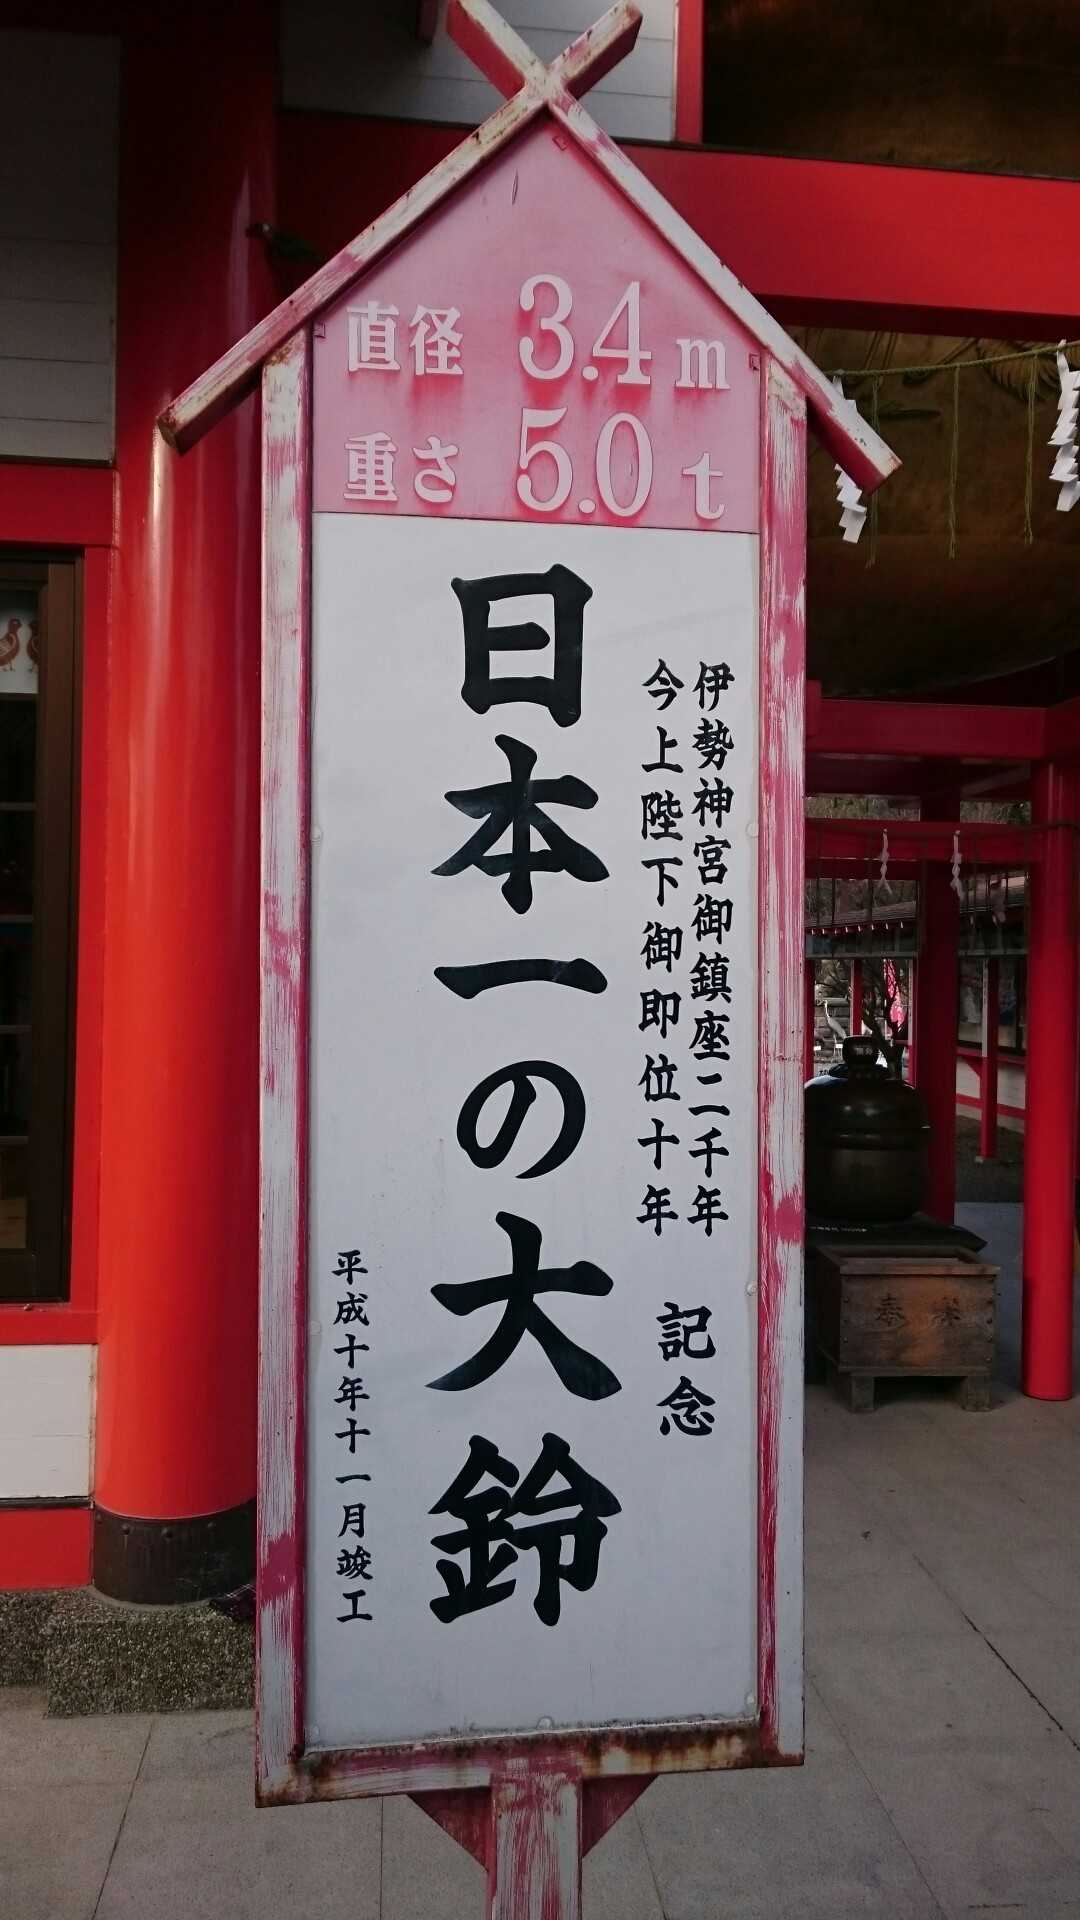 直径 3.4m
重さ 5.0t
伊勢神宮御鎮座二千年
今上陛下御即位十年
記念
日本一の大鈴
平成十年十一月竣工